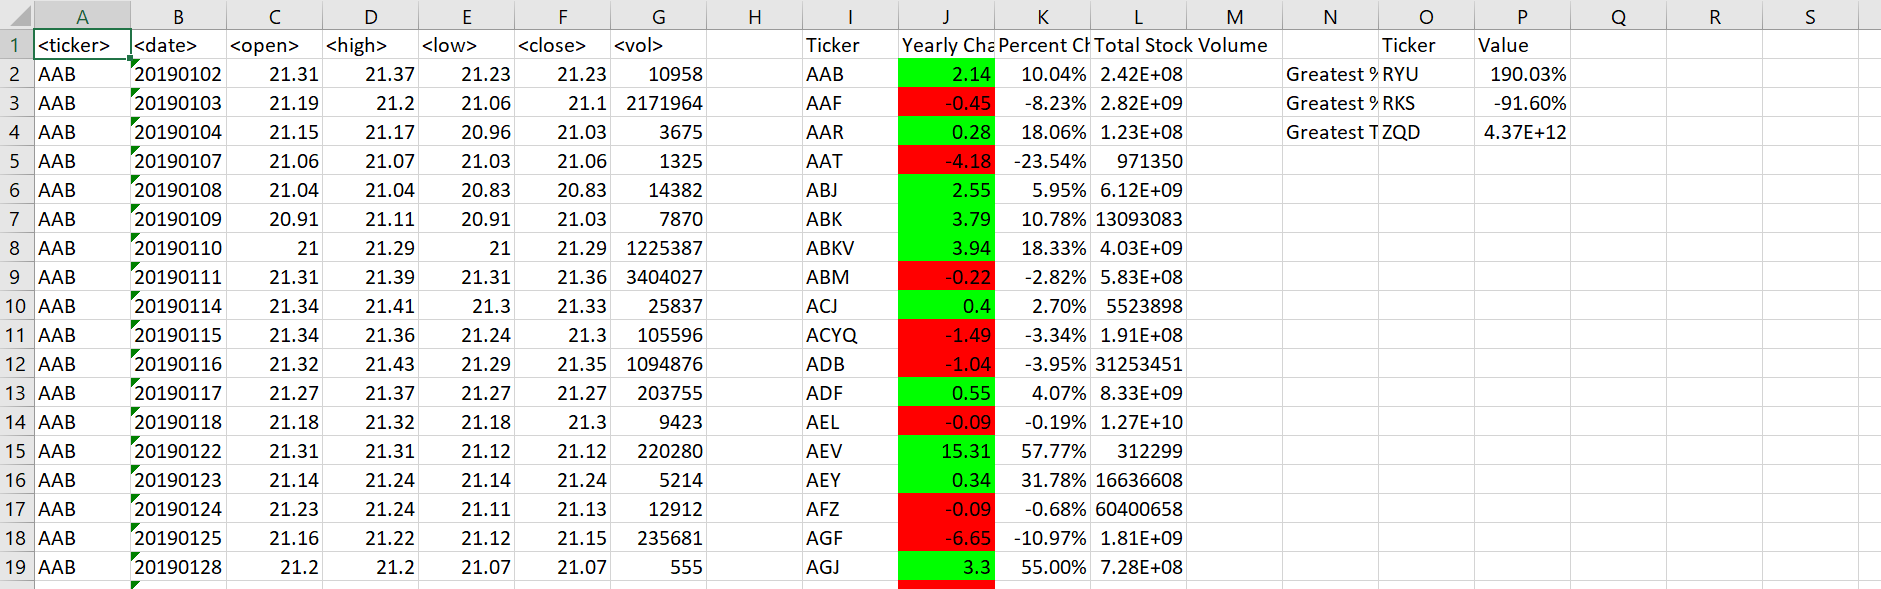 A B C D E F G H I J K L M N O P Q R S
1 <ticker> <date> <open> <high> <low> <close> <vol> Ticker Yearly Cha Percent Ch Total Stock Volume Ticker Value
2 AAB 20190102 21.31 21.37 21.23 21.23 10958 AAB 2.14 10.04% 2.42E+08 Greatest % RYU 190.03%
3 AAB 20190103 21.19 21.2 21.06 21.1 2171964 AAF -0.45 -8.23% 2.82E+09 Greatest % RKS -91.60%
4 AAB 20190104 21.15 21.17 20.96 21.03 3675 AAR 0.28 18.06% 1.23E+08 Greatest T ZQD 4.37E+12
5 AAB 20190107 21.06 21.07 21.03 21.06 1325 AAT -4.18 -23.54% 971350
6 AAB 20190108 21.04 21.04 20.83 20.83 14382 ABJ 2.55 5.95% 6.12E+09
7 AAB 20190109 20.91 21.11 20.91 21.03 7870 ABK 3.79 10.78% 13093083
8 AAB 20190110 21 21.29 21 21.29 1225387 ABKV 3.94 18.33% 4.03E+09
9 AAB 20190111 21.31 21.39 21.31 21.36 3404027 ABM -0.22 -2.82% 5.83E+08
10 AAB 20190114 21.34 21.41 21.3 21.33 25837 ACJ 0.4 2.70% 5523898
11 AAB 20190115 21.34 21.36 21.24 21.3 105596 ACYQ -1.49 -3.34% 1.91E+08
12 AAB 20190116 21.32 21.43 21.29 21.35 1094876 ADB -1.04 -3.95% 31253451
13 AAB 20190117 21.27 21.37 21.27 21.27 203755 ADF 0.55 4.07% 8.33E+09
14 AAB 20190118 21.18 21.32 21.18 21.3 9423 AEL -0.09 -0.19% 1.27E+10
15 AAB 20190122 21.31 21.31 21.12 21.12 220280 AEV 15.31 57.77% 312299
16 AAB 20190123 21.14 21.24 21.14 21.24 5214 AEY 0.34 31.78% 16636608
17 AAB 20190124 21.23 21.24 21.11 21.13 12912 AFZ -0.09 -0.68% 60400658
18 AAB 20190125 21.16 21.22 21.12 21.15 235681 AGF -6.65 -10.97% 1.81E+09
19 AAB 20190128 21.2 21.2 21.07 21.07 555 AGJ 3.3 55.00% 7.28E+08